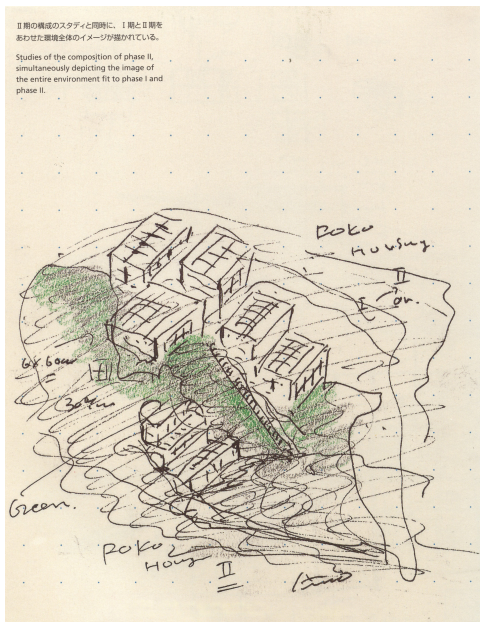 Ⅱ期の構成のスタディと同時に、Ⅰ期とⅡ期を
あわせた環境全体のイメージが描かれている。
Studies of the composition of phase II,
simultaneously depicting the image of
the entire environment fit to phase I and
phase II.
Roko
Housing
II
I
Green.
Roko
II